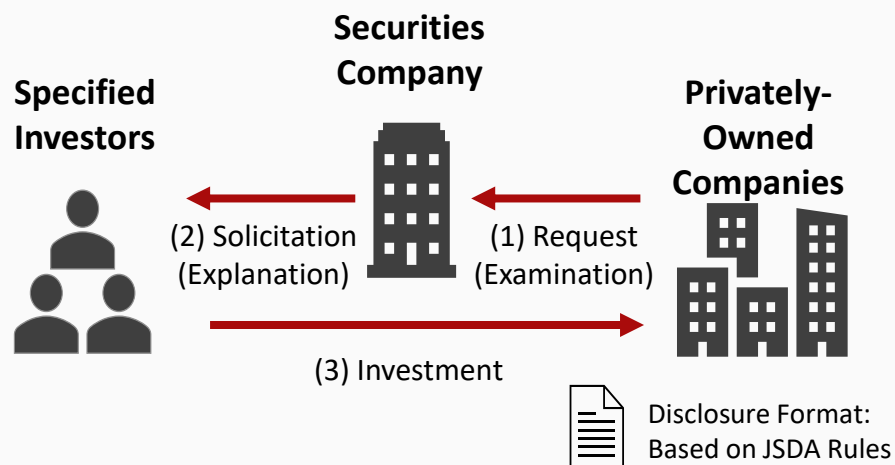 Securities
Company
Specified
Investors
Privately-
Owned
Companies
(2) Solicitation
(Explanation)
(1) Request
(Examination)
(3) Investment
Disclosure Format:
Based on JSDA Rules